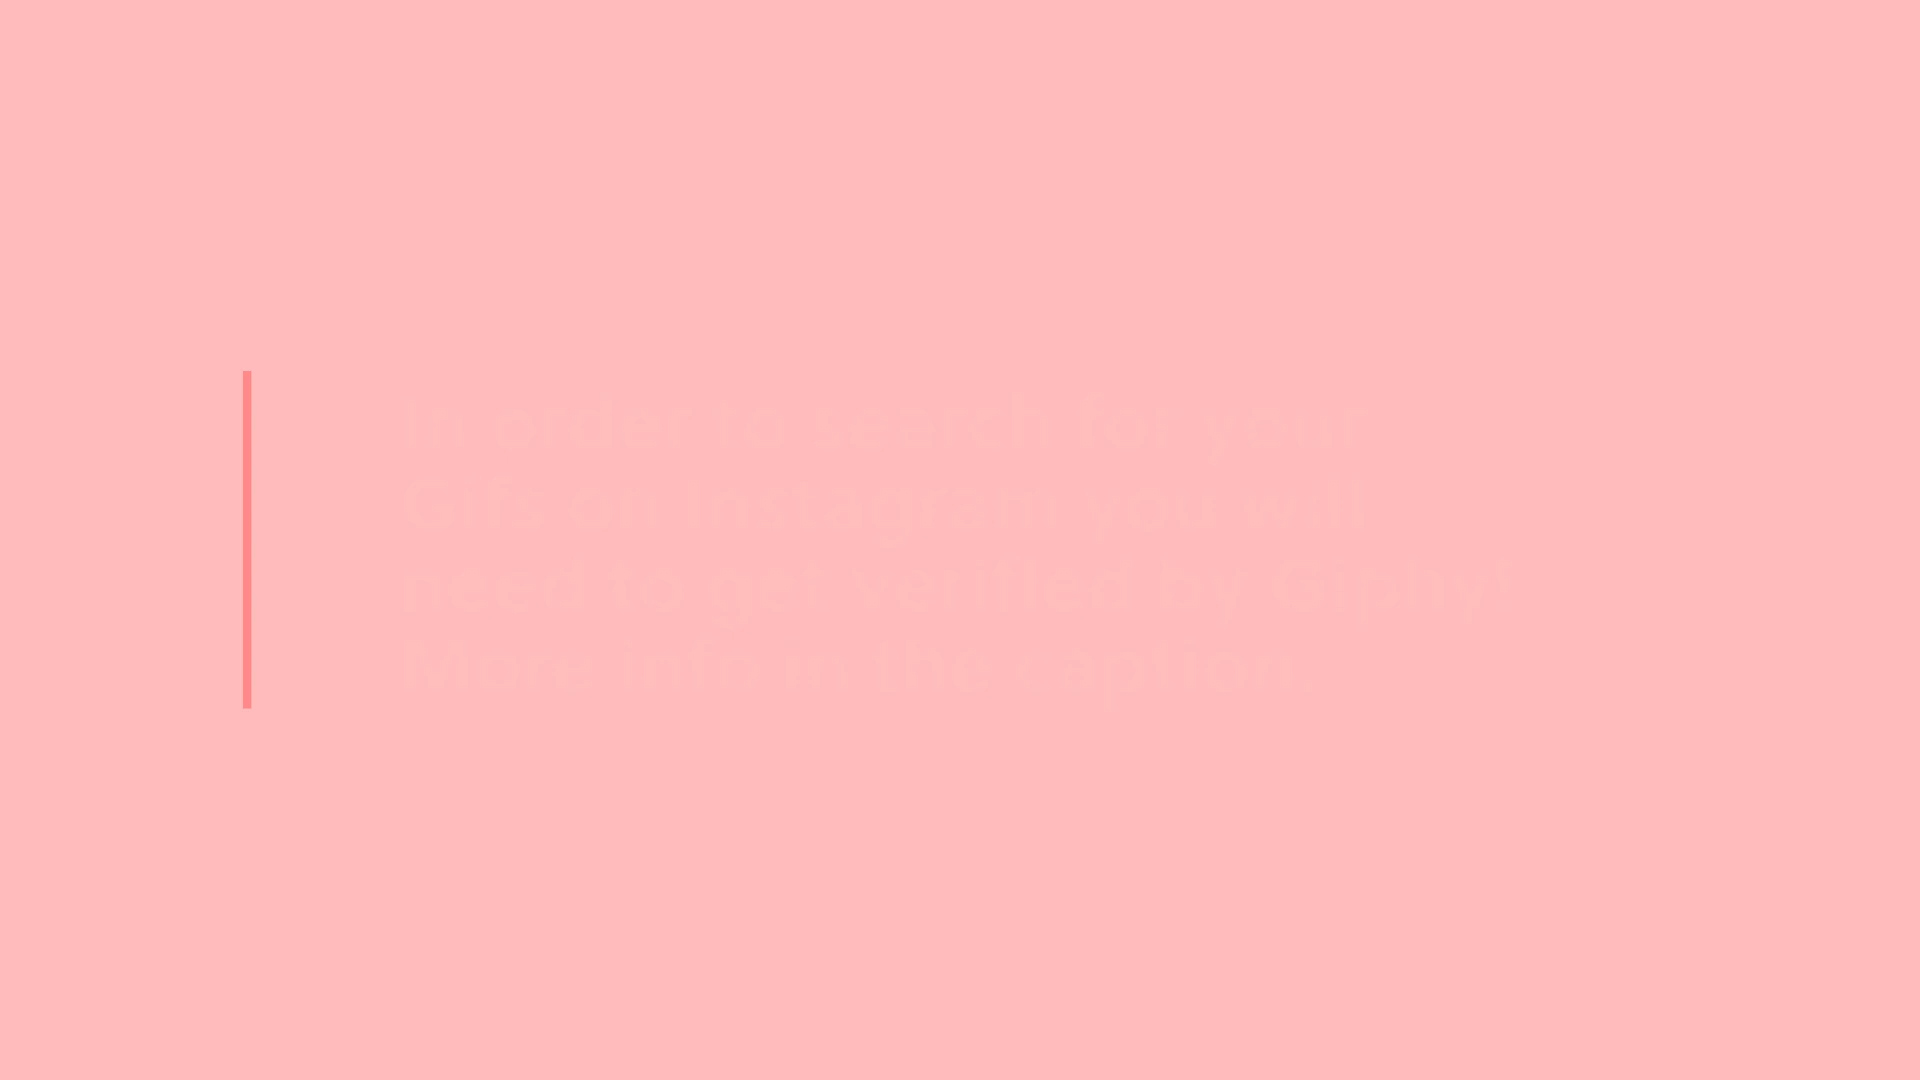 In order to search for your
Gifs on Instagram you will
need to get verified by Giphy!
More info in the caption.